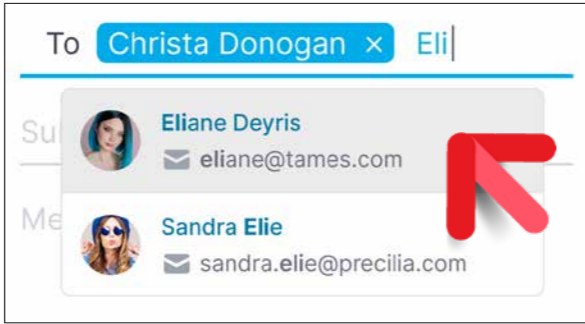 To Christa Donogan × Eli
Su
Eliane Deyris
eliane@tames.com
Me
Sandra Elie
sandra.elie@precilia.com